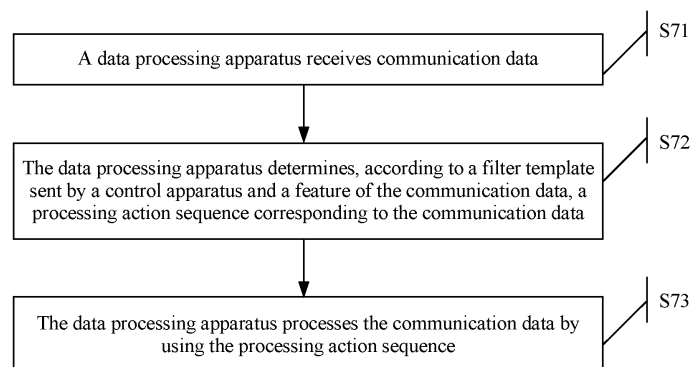 S71
A data processing apparatus receives communication data
S72
The data processing apparatus determines, according to a filter template
sent by a control apparatus and a feature of the communication data, a
processing action sequence corresponding to the communication data
S73
The data processing apparatus processes the communication data by
using the processing action sequence